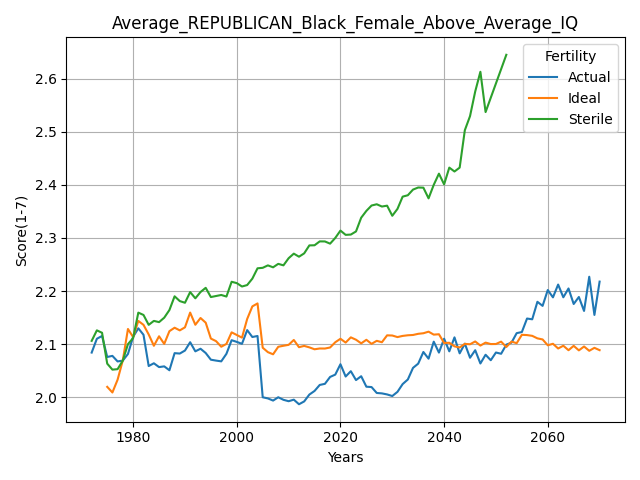 Average_REPUBLICAN_Black_Female_Above_Average_IQ
Fertility
Actual
Ideal
Sterile
Score(1-7)
2.6
2.5
2.4
2.3
2.2
2.1
2.0
1980
2000
2020
2040
2060
Years